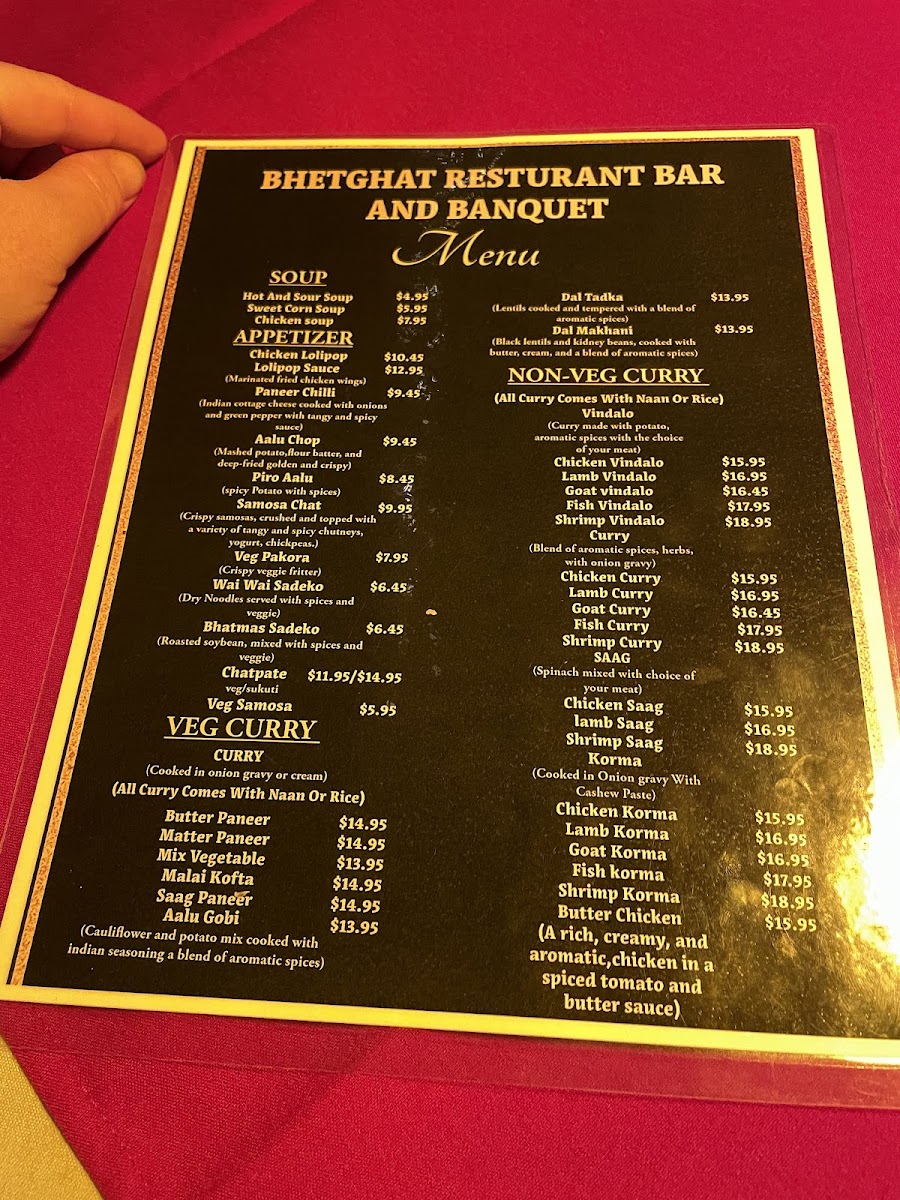 BHETGHAT RESTURANT BAR
AND BANQUET
Menu
SOUP
Hot And Sour Soup $4.95
Sweet Corn Soup $5.95
Chicken soup $7.95
APPETIZER
Chicken Lolipop $10.45
Lolipop Sauce $12.95
(Marinated fried chicken wings)
Paneer Chilli $9.45
(Indian cottage cheese cooked with onions
and green pepper with tangy and spicy
sauce)
Aalu Chop $9.45
(Mashed potato,flour batter, and
deep-fried golden and crispy)
Piro Aalu $8.45
(spicy Potato with spices)
Samosa Chat $9.95
(Crispy samosas, crushed and topped with
a variety of tangy and spicy chutneys,
yogurt, chickpeas.)
Veg Pakora $7.95
(Crispy veggie fritter)
Wai Wai Sadeko $6.45
(Dry Noodles served with spices and
veggie)
Bhatmas Sadeko $6.45
(Roasted soybean, mixed with spices and
veggie)
Chatpate $11.95/$14.95
veg/sukuti
Veg Samosa $5.95
VEG CURRY
CURRY
(Cooked in onion gravy or cream)
(All Curry Comes With Naan Or Rice)
Butter Paneer $14.95
Matter Paneer $14.95
Mix Vegetable $13.95
Malai Kofta $14.95
Saag Paneer $14.95
Aalu Gobi $13.95
(Cauliflower and potato mix cooked with
indian seasoning a blend of aromatic spices)
Dal Tadka $13.95
(Lentils cooked and tempered with a blend of
aromatic spices)
Dal Makhani $13.95
(Black lentils and kidney beans, cooked with
butter, cream, and a blend of aromatic spices)
NON-VEG CURRY
(All Curry Comes With Naan Or Rice)
Vindalo
(Curry made with potato,
aromatic spices with the choice
of your meat)
Chicken Vindalo $15.95
Lamb Vindalo $16.95
Goat vindalo $16.45
Fish Vindalo $17.95
Shrimp Vindalo $18.95
Curry
(Blend of aromatic spices, herbs,
with onion gravy)
Chicken Curry $15.95
Lamb Curry $16.95
Goat Curry $16.45
Fish Curry $17.95
Shrimp Curry $18.95
SAAG
(Spinach mixed with choice of
your meat)
Chicken Saag $15.95
lamb Saag $16.95
Shrimp Saag $18.95
Korma
(Cooked in Onion gravy With
Cashew Paste)
Chicken Korma $15.95
Lamb Korma $16.95
Goat Korma $16.95
Fish korma $17.95
Shrimp Korma $18.95
Butter Chicken $15.95
(A rich, creamy, and
aromatic,chicken in a
spiced tomato and
butter sauce)